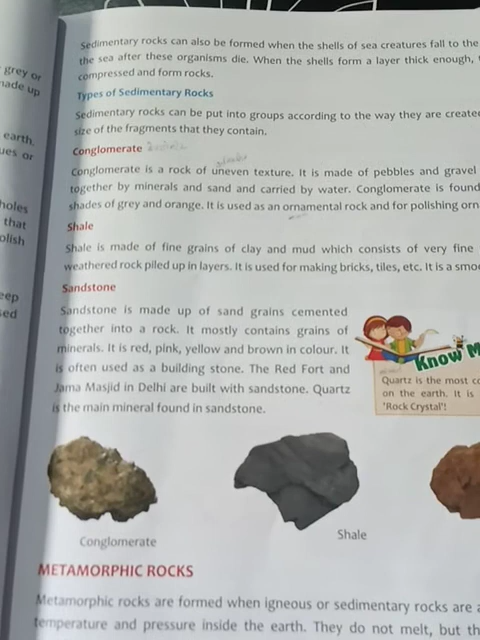 Sedimentary rocks can also be formed when the shells of sea creatures fall to the
the sea after these organisms die. When the shells form a layer thick enough,
compressed and form rocks.
Types of Sedimentary Rocks
Sedimentary rocks can be put into groups according to the way they are create
size of the fragments that they contain.
Conglomerate
Conglomerate is a rock of uneven texture. It is made of pebbles and gravel
together by minerals and sand and carried by water. Conglomerate is found
shades of grey and orange. It is used as an ornamental rock and for polishing orn
Shale
Shale is made of fine grains of clay and mud which consists of very fine
weathered rock piled up in layers. It is used for making bricks, tiles, etc. It is a smo
Sandstone
Sandstone is made up of sand grains cemented
together into a rock. It mostly contains grains of
minerals. It is red, pink, yellow and brown in colour. It
is often used as a building stone. The Red Fort and
Jama Masjid in Delhi are built with sandstone. Quartz
is the main mineral found in sandstone.
Know M
Quartz is the most co
on the earth. It is
'Rock Crystal'!
Conglomerate
Shale
METAMORPHIC ROCKS
Metamorphic rocks are formed when igneous or sedimentary rocks are
temperature and pressure inside the earth. They do not melt, but th
grey or
made up
earth.
ues or
holes
that
olish
eep
sed